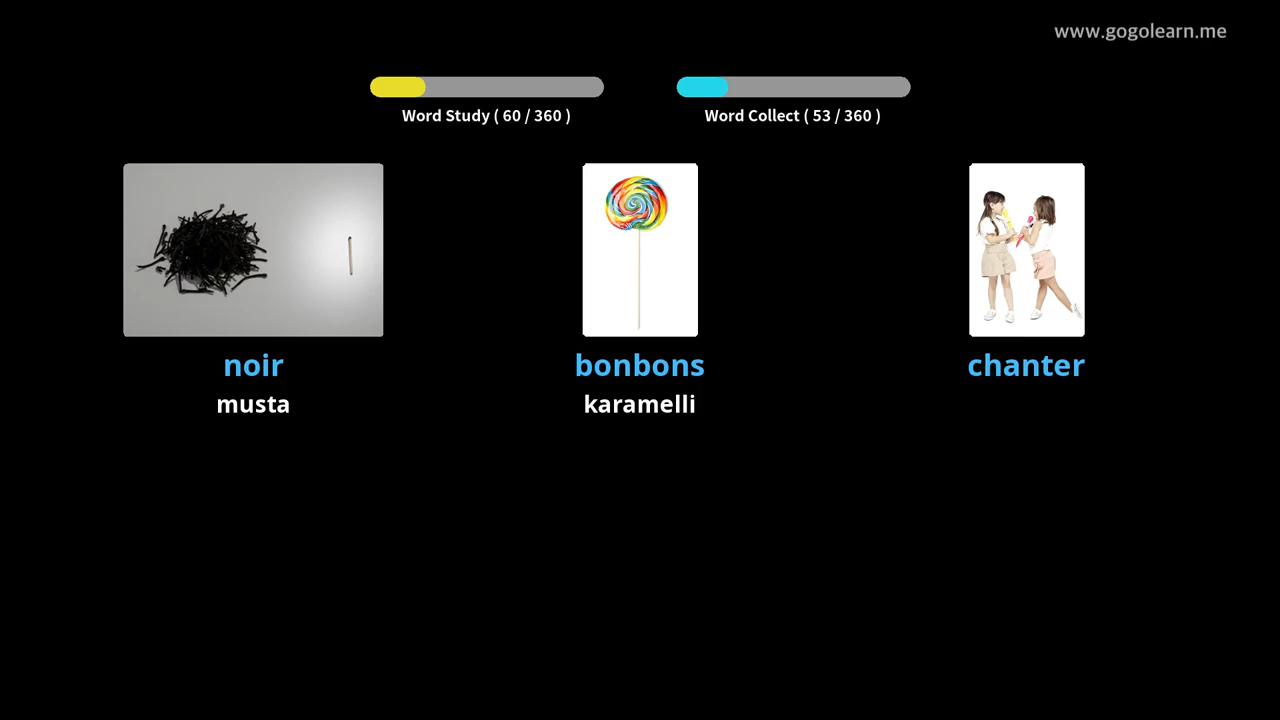 www.gogolearn.me
Word Study ( 60 / 360 )
Word Collect ( 53 / 360 )
noir
bonbons
chanter
musta
karamelli